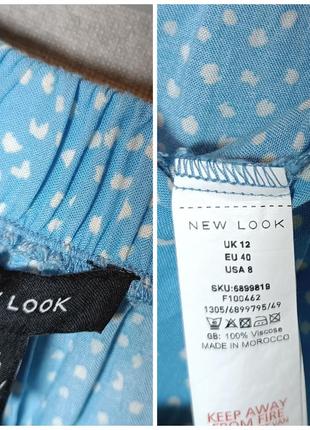 LOOK
NEW LOOK
UK 12
EU 40
USA 8
SKU:6899819
F100462
1305/6899795/49
GB: 100% Viscose
MADE IN MOROCCO
KEEP AWAY
FROM FIRE